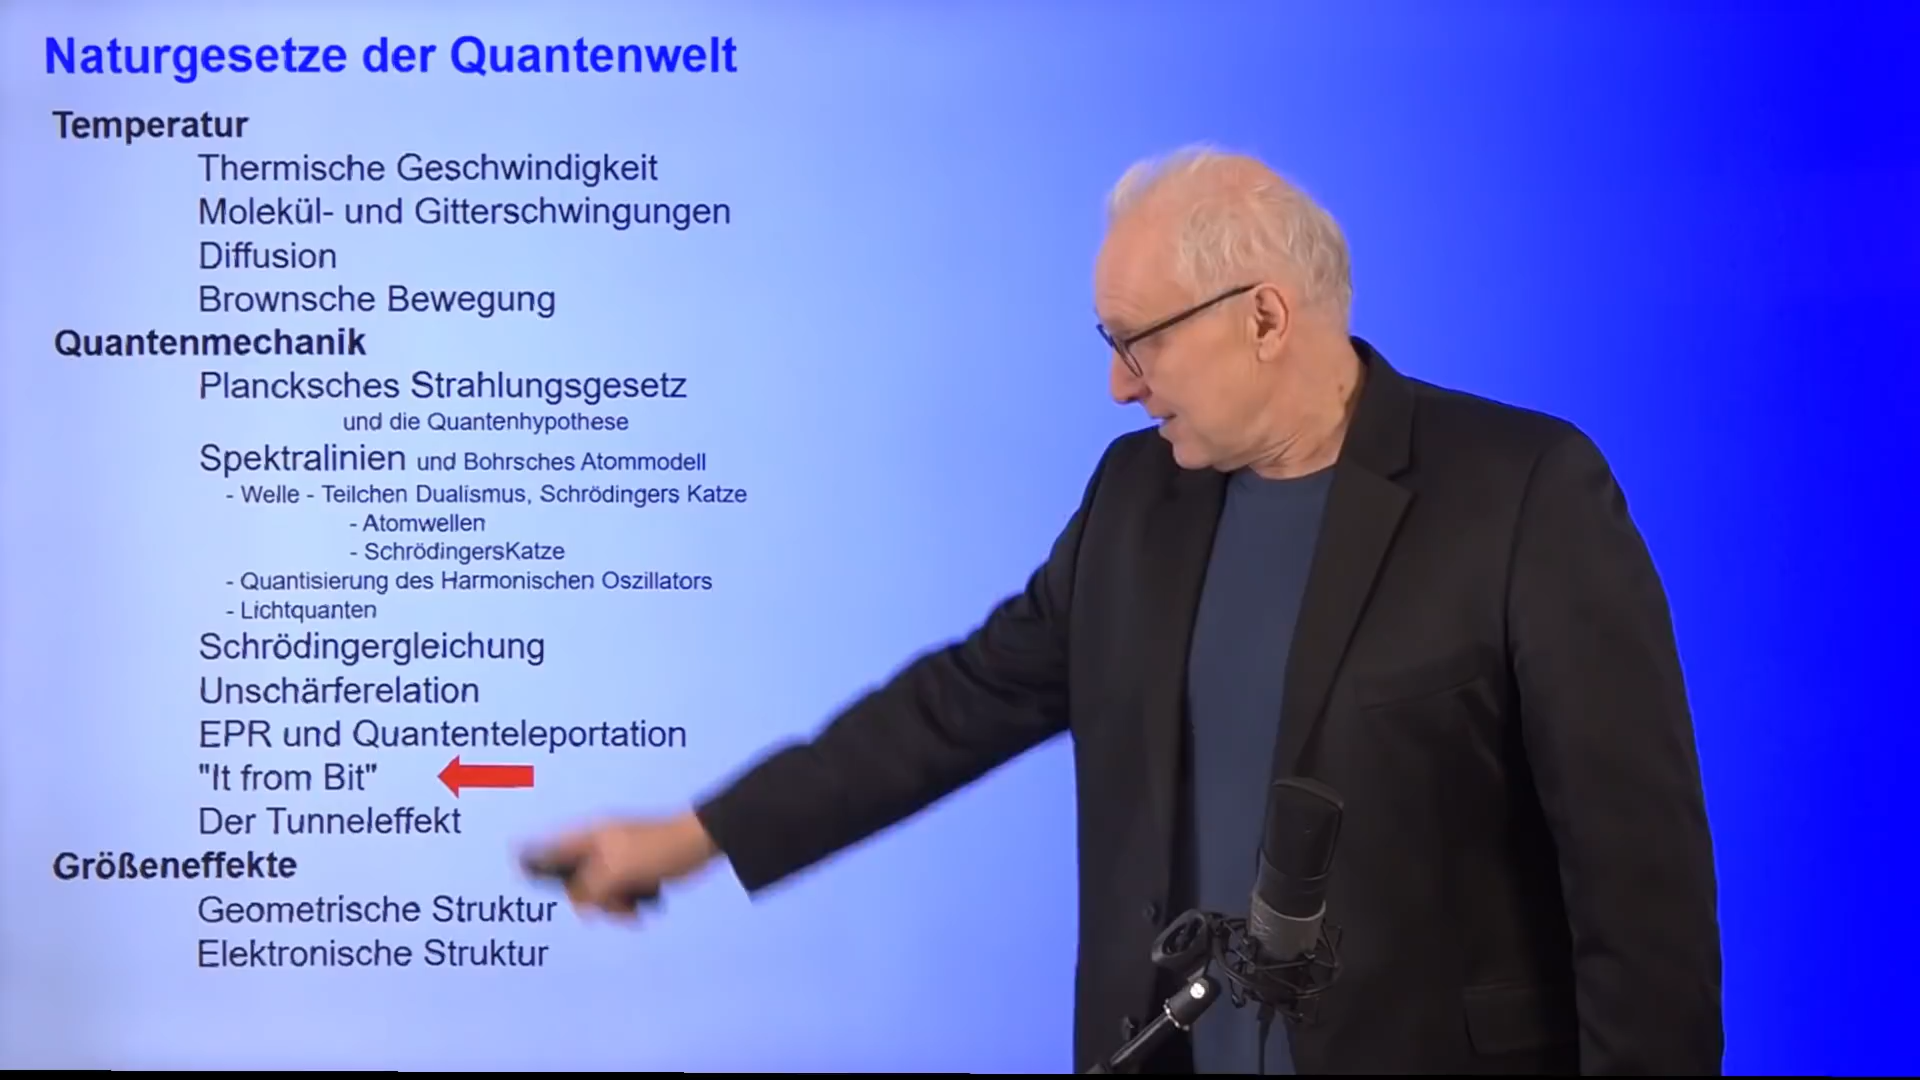 Naturgesetze der Quantenwelt
Temperatur
Thermische Geschwindigkeit
Molekül- und Gitterschwingungen
Diffusion
Brownsche Bewegung
Quantenmechanik
Plancksches Strahlungsgesetz
und die Quantenhypothese
Spektralinien und Bohrsches Atommodell
- Welle - Teilchen Dualismus, Schrödingers Katze
- Atomwellen
- SchrödingersKatze
- Quantisierung des Harmonischen Oszillators
- Lichtquanten
Schrödingergleichung
Unschärferelation
EPR und Quantenteleportation
"It from Bit"
Der Tunneleffekt
Größeneffekte
Geometrische Struktur
Elektronische Struktur